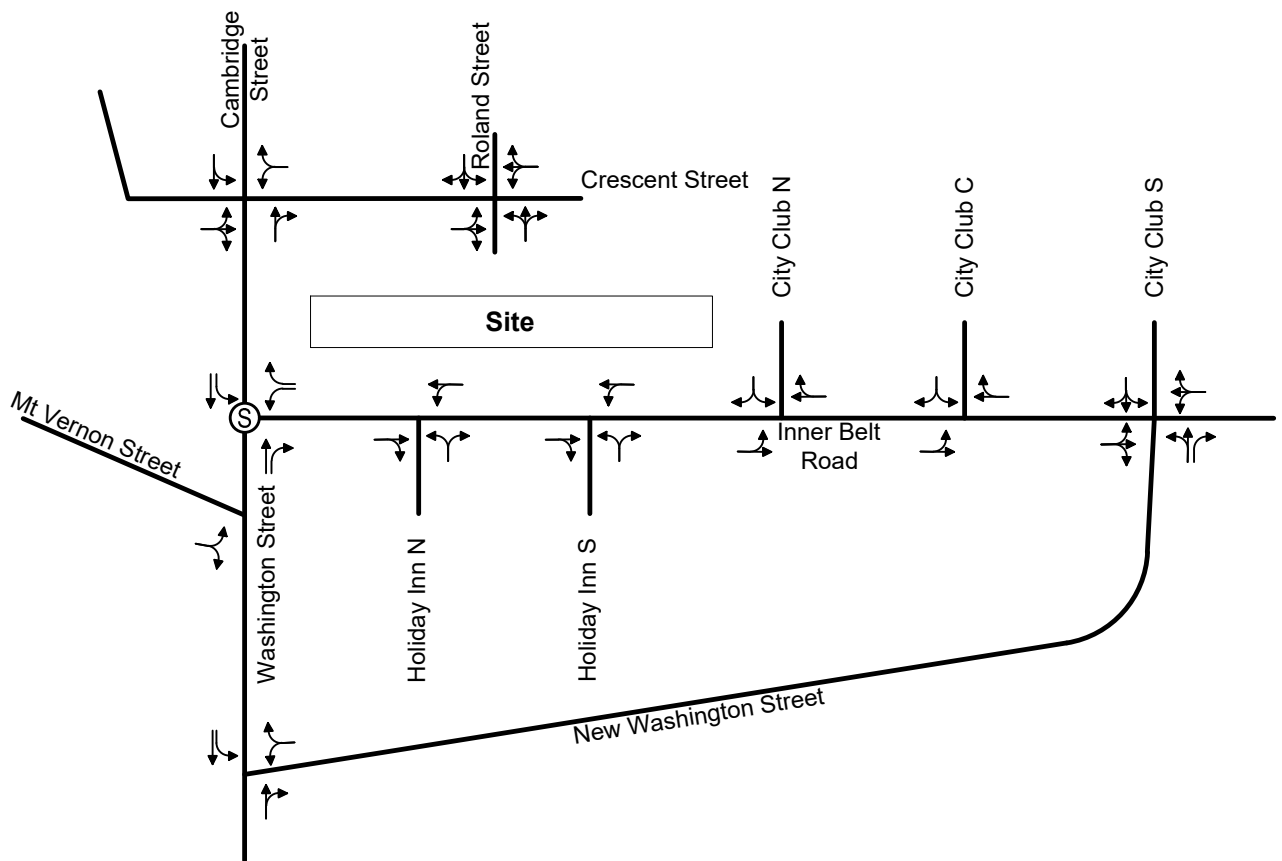 Cambridge
Street
Roland Street
Crescent Street
City Club N
City Club C
City Club S
Site
Mt Vernon Street
S
Inner Belt
Road
Washington Street
Holiday Inn N
Holiday Inn S
New Washington Street